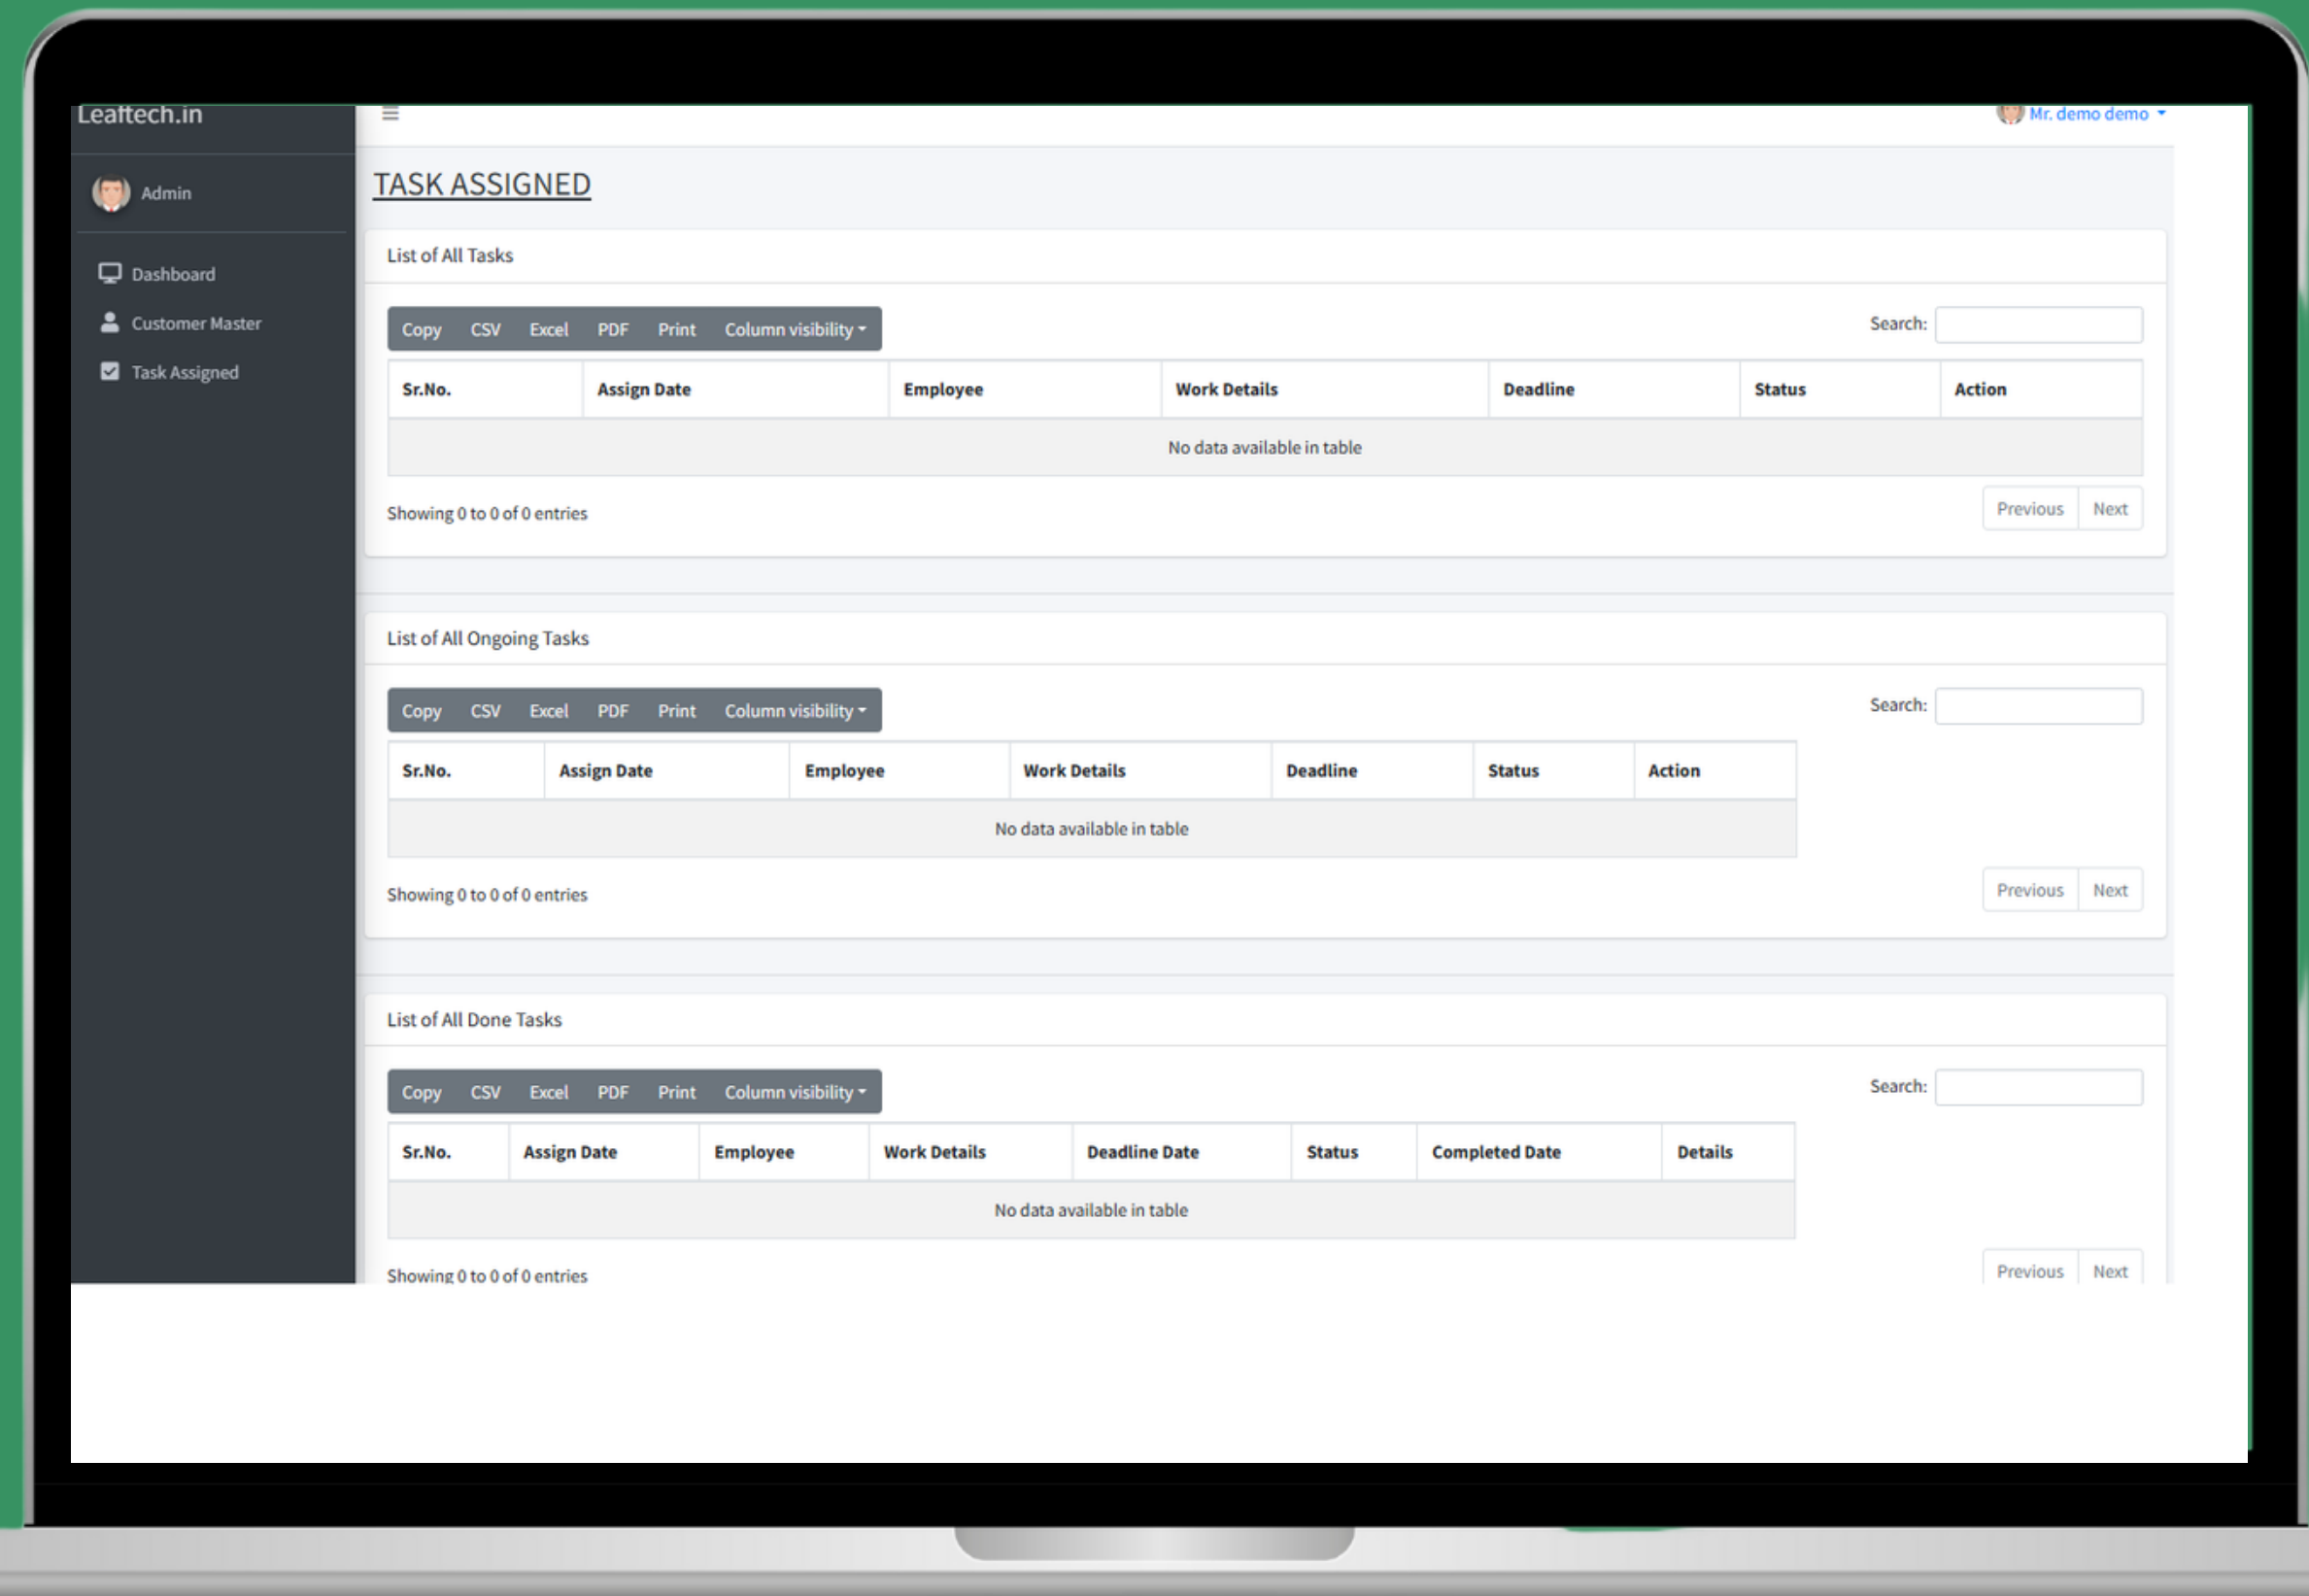 Leaftech.in
Mr. demo demo
Admin
Dashboard
Customer Master
Task Assigned
TASK ASSIGNED
List of All Tasks
Copy CSV Excel PDF Print Column visibility
Search:
Sr.No. Assign Date Employee Work Details Deadline Status Action
No data available in table
Showing 0 to 0 of 0 entries
Previous Next
List of All Ongoing Tasks
Copy CSV Excel PDF Print Column visibility
Search:
Sr.No. Assign Date Employee Work Details Deadline Status Action
No data available in table
Showing 0 to 0 of 0 entries
Previous Next
List of All Done Tasks
Copy CSV Excel PDF Print Column visibility
Search:
Sr.No. Assign Date Employee Work Details Deadline Date Status Completed Date Details
No data available in table
Showing 0 to 0 of 0 entries
Previous Next